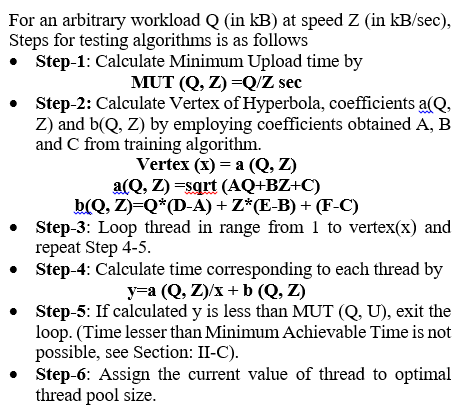 For an arbitrary workload Q (in kB) at speed Z (in kB/sec),
Steps for testing algorithms is as follows
• Step-1: Calculate Minimum Upload time by
MUT (Q, Z) =Q/Z sec
• Step-2: Calculate Vertex of Hyperbola, coefficients a(Q,
Z) and b(Q, Z) by employing coefficients obtained A, B
and C from training algorithm.
Vertex (x) = a (Q, Z)
a(Q, Z) =sqrt (AQ+BZ+C)
b(Q, Z)=Q*(D-A) + Z*(E-B) + (F-C)
• Step-3: Loop thread in range from 1 to vertex(x) and
repeat Step 4-5.
• Step-4: Calculate time corresponding to each thread by
y=a (Q, Z)/x + b (Q, Z)
• Step-5: If calculated y is less than MUT (Q, U), exit the
loop. (Time lesser than Minimum Achievable Time is not
possible, see Section: II-C).
• Step-6: Assign the current value of thread to optimal
thread pool size.